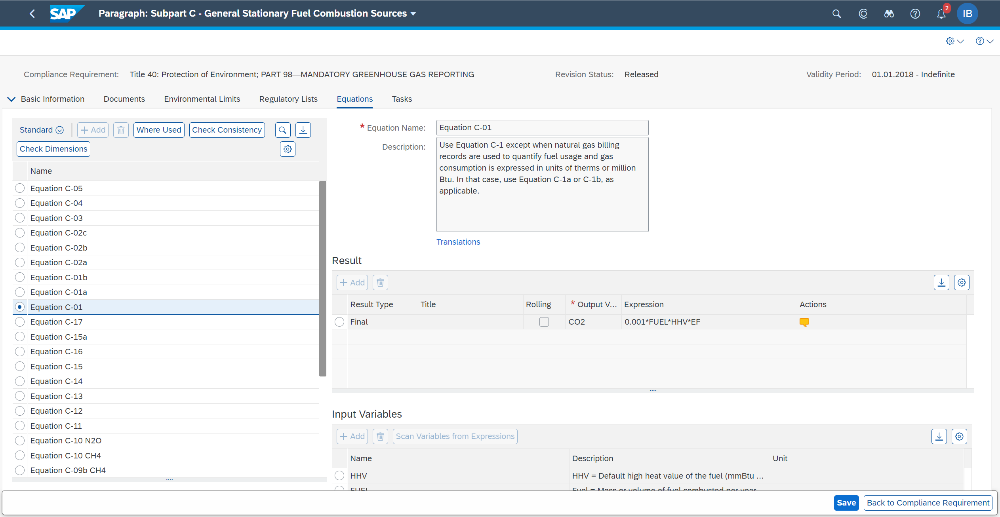 SAP
Paragraph: Subpart C - General Stationary Fuel Combustion Sources
2
IB
Compliance Requirement: Title 40: Protection of Environment; PART 98—MANDATORY GREENHOUSE GAS REPORTING Revision Status: Released Validity Period: 01.01.2018 - Indefinite
Basic Information Documents Environmental Limits Regulatory Lists Equations Tasks
Standard + Add Where Used Check Consistency
Check Dimensions
Name
Equation C-05
Equation C-04
Equation C-03
Equation C-02c
Equation C-02b
Equation C-02a
Equation C-01b
Equation C-01a
Equation C-01
Equation C-17
Equation C-15a
Equation C-16
Equation C-15
Equation C-14
Equation C-13
Equation C-12
Equation C-11
Equation C-10 N2O
Equation C-10 CH4
Equation C-09b CH4
* Equation Name: Equation C-01
Description:
Use Equation C-1 except when natural gas billing
records are used to quantify fuel usage and gas
consumption is expressed in units of therms or million
Btu. In that case, use Equation C-1a or C-1b, as
applicable.
Translations
Result
+ Add
Result Type Title Rolling * Output V... Expression Actions
Final CO2 0.001*FUEL*HHV*EF
Input Variables
+ Add Scan Variables from Expressions
Name Description Unit
HHV HHV = Default high heat value of the fuel (mmBtu ...
FUEL Fuel = Mass or volume of fuel combusted per year
Save Back to Compliance Requirement